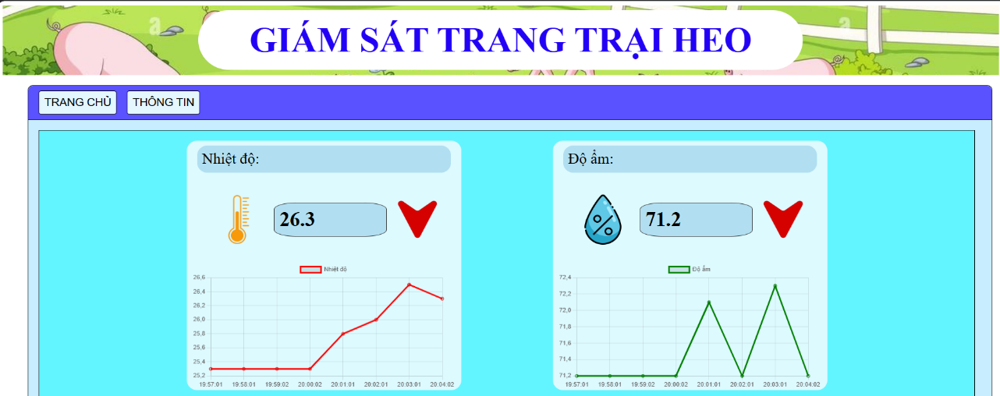 GIÁM SÁT TRANG TRẠI HEO
a
a
TRANG CHỦ THÔNG TIN
Nhiệt độ:
26.3
Nhiệt độ
26,6
26,4
26,2
26,0
25,8
25,6
25,4
25,2
19:57:01 19:58:01 19:59:02 20:00:02 20:01:01 20:02:01 20:03:01 20:04:02
Độ ẩm:
%
71.2
Độ ẩm
72,4
72,2
72,0
71,8
71,6
71,4
71,2
19:57:01 19:58:01 19:59:02 20:00:02 20:01:01 20:02:01 20:03:01 20:04:02